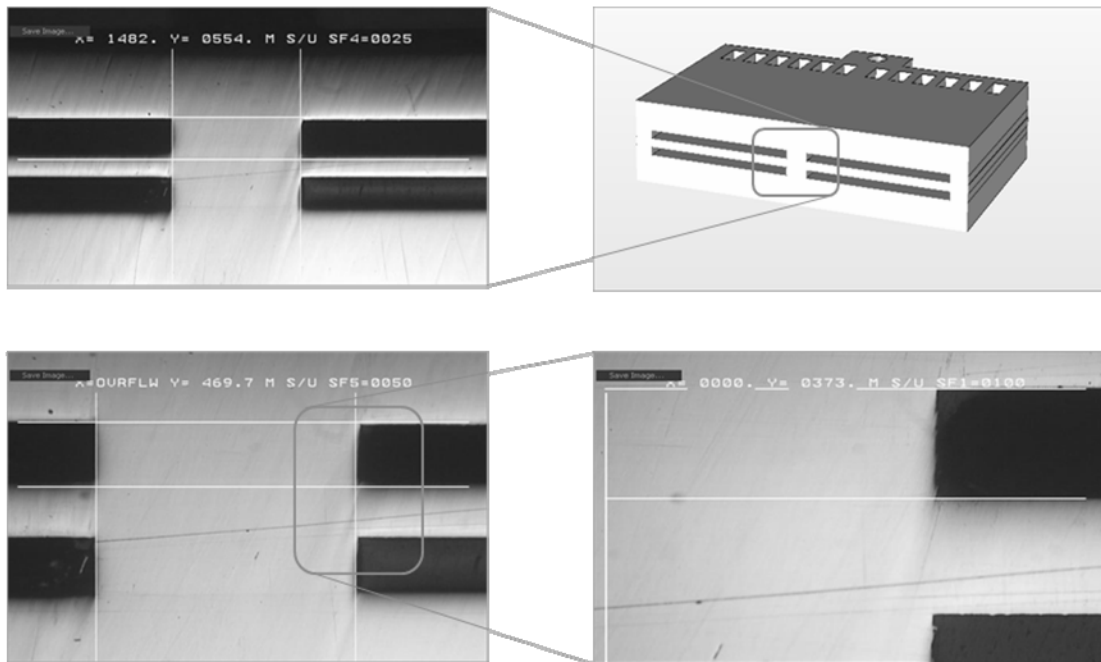 Save Image...
X= 1482. Y= 0554. M S/U SF4=0025
Save Image...
X=OVRFLW Y= 469.7 M S/U SF5=0050
Save Image...
X= 0000. Y= 0373. M S/U SF1=0100